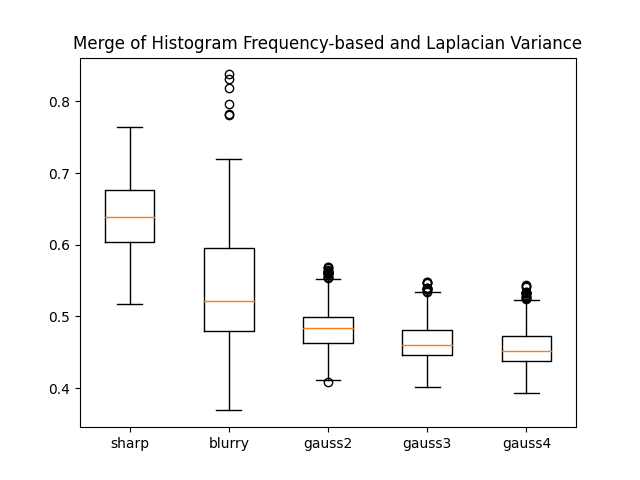 Merge of Histogram Frequency-based and Laplacian Variance
0.8
0.7
0.6
0.5
0.4
sharp blurry gauss2 gauss3 gauss4